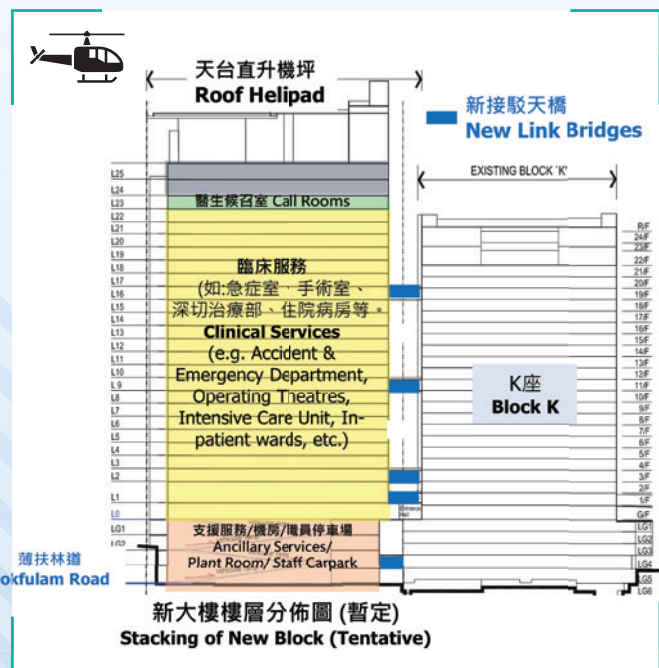 天台直升機坪
Roof Helipad
新接駁天橋
New Link Bridges
EXISTING BLOCK 'K'
L25
L24
L23
L22
L21
L20
L19
L18
L17
L16
L15
L14
L13
L12
L11
L10
L9
L8
L7
L6
L5
L4
L3
L2
L1
L0
LG1
LG2
醫生候召室 Call Rooms
臨床服務
(如:急症室、手術室、
深切治療部、住院病房等。
Clinical Services
(e.g. Accident &
Emergency Department,
Operating Theatres,
Intensive Care Unit, In-
patient wards, etc.)
支援服務/機房/職員停車場
Ancillary Services/
Plant Room/ Staff Carpark
K座
Block K
Entrance
Hall
R/F
24/F
23/F
22/F
21/F
20/F
19/F
18/F
17/F
16/F
15/F
14/F
13/F
12/F
11/F
10/F
9/F
8/F
7/F
6/F
5/F
4/F
3/F
2/F
1/F
G/F
LG1
LG2
LG3
LG4
LG5
LG6
薄扶林道
okfulam Road
新大樓樓層分佈圖 (暫定)
Stacking of New Block (Tentative)